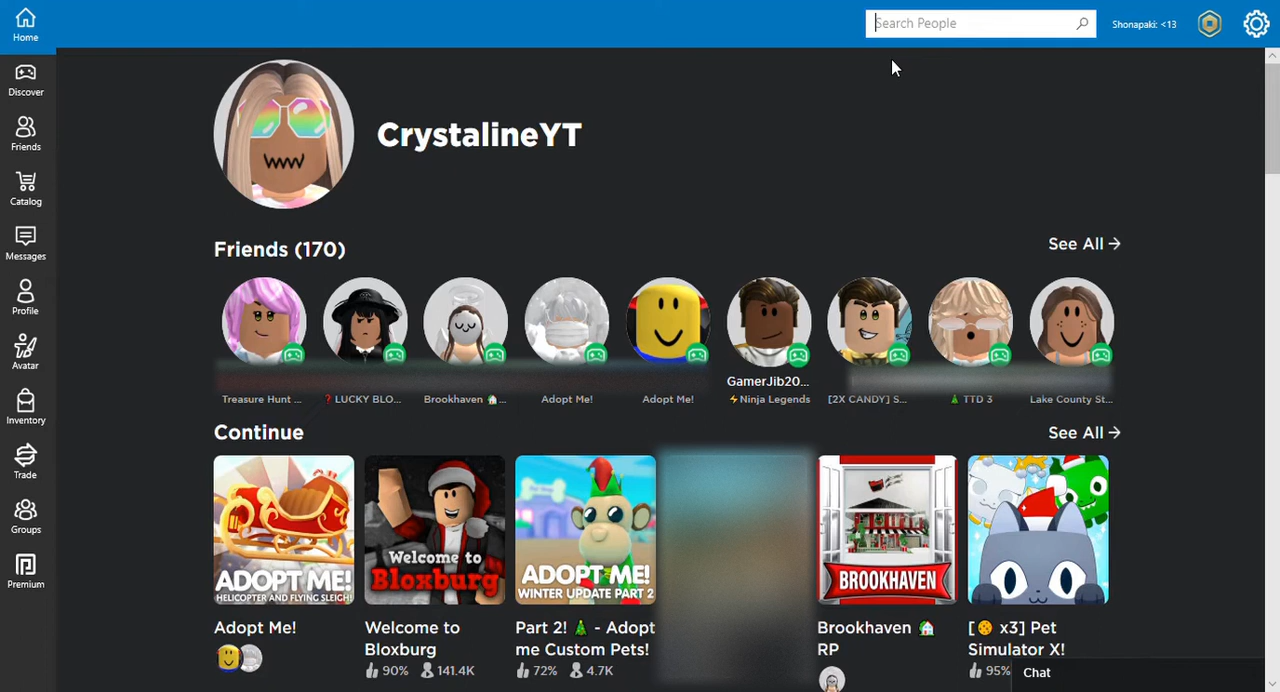 Home
Search People
Shonapaki: <13
Discover
Friends
Catalog
Messages
Profile
Avatar
Inventory
Trade
Groups
Premium
CrystalineYT
Friends (170)
See All →
GamerJib20...
Treasure Hunt ...
❓ LUCKY BLO...
Brookhaven 🏡...
Adopt Me!
Adopt Me!
⚡Ninja Legends
[2X CANDY] S...
🎄 TTD 3
Lake County St...
Continue
See All →
ADOPT ME!
HELICOPTER AND FLYING SLEIGH!
Welcome to
Bloxburg
ADOPT ME!
WINTER UPDATE PART 2
BROOKHAVEN
Adopt Me!
Welcome to
Bloxburg
90% 141.4K
Part 2! 🎄 - Adopt
me Custom Pets!
72% 4.7K
Brookhaven 🏡
RP
[🍪 x3] Pet
Simulator X!
95%
Chat